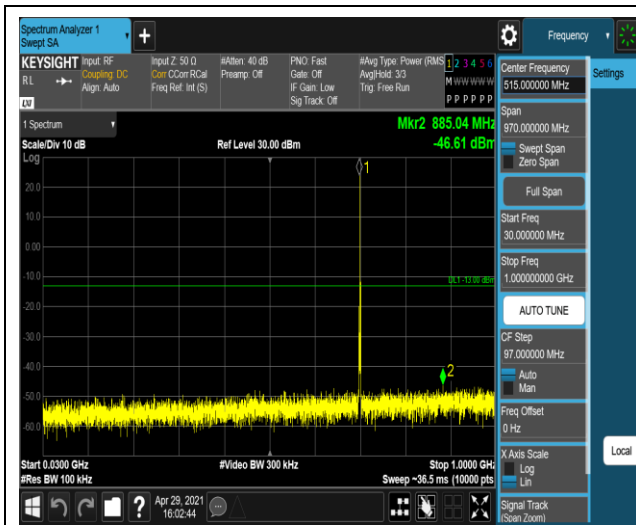 Spectrum Analyzer 1
Swept SA
+
Frequency
KEYSIGHT
RL
Input: RF
Coupling: DC
Align: Auto
Input Z: 50 Ω
Corr CCorr RCal
Freq Ref: Int (S)
#Atten: 40 dB
Preamp: Off
PNO: Fast
Gate: Off
IF Gain: Low
Sig Track: Off
#Avg Type: Power (RMS
Avg|Hold: 3/3
Trig: Free Run
1 2 3 4 5 6
M W W W W W
P P P P P P
1 Spectrum
Mkr2 885.04 MHz
-46.61 dBm
Scale/Div 10 dB
Ref Level 30.00 dBm
Log
20.0
10.0
0.00
-10.0
-20.0
-30.0
-40.0
-50.0
-60.0
1
DL1 -13.00 dBm
2
Start 0.0300 GHz
#Video BW 300 kHz
Stop 1.0000 GHz
#Res BW 100 kHz
Sweep ~36.5 ms (10000 pts
Apr 29, 2021
16:02:44
?
Center Frequency
515.000000 MHz
Settings
Span
970.000000 MHz
Swept Span
Zero Span
Full Span
Start Freq
30.000000 MHz
Stop Freq
1.000000000 GHz
AUTO TUNE
CF Step
97.000000 MHz
Auto
Man
Freq Offset
0 Hz
X Axis Scale
Log
Lin
Local
Signal Track
(Span Zoom)